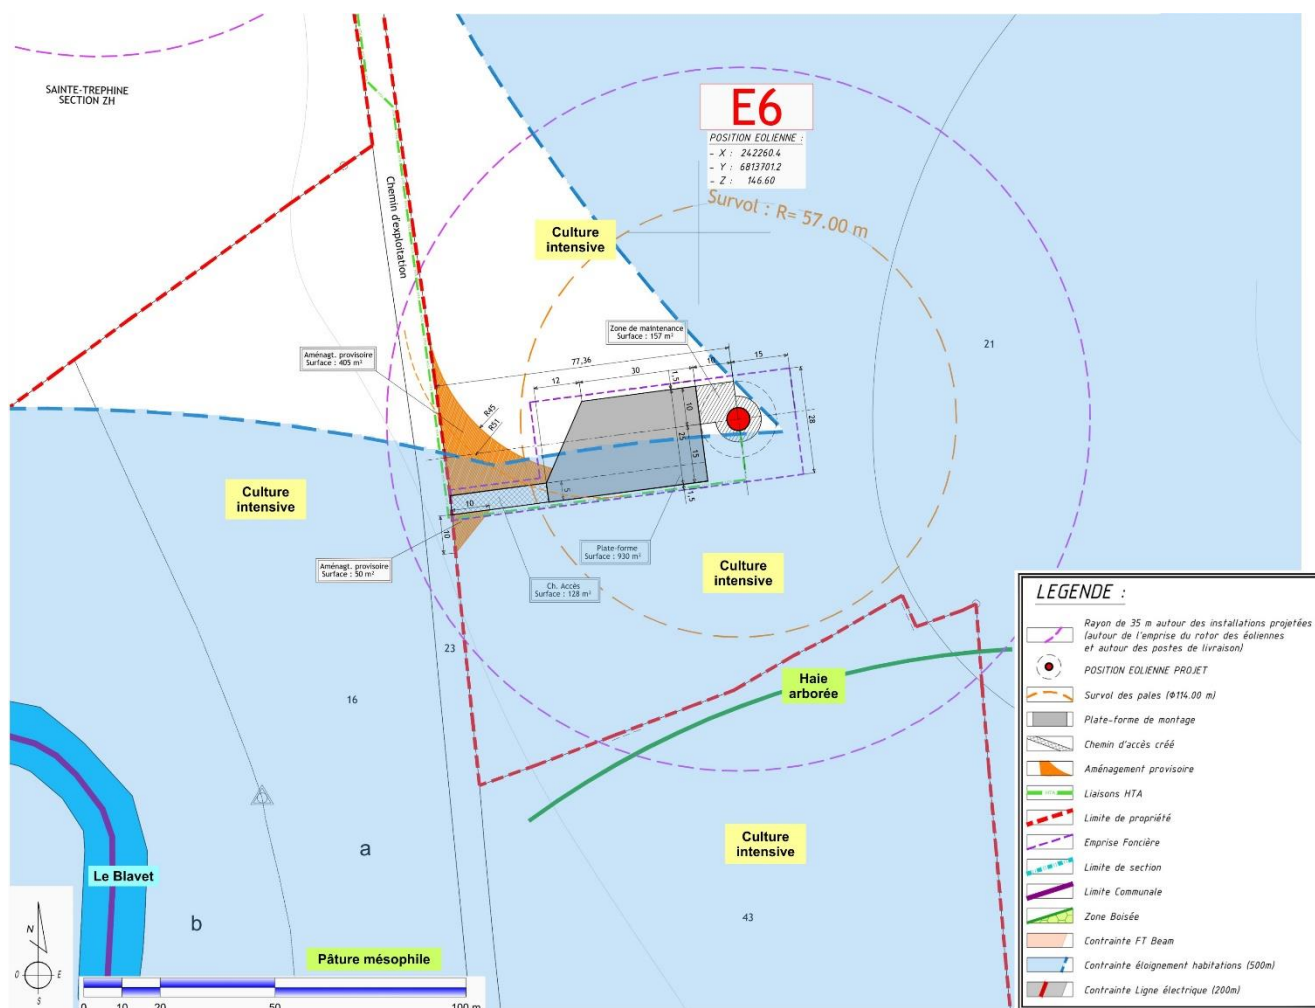 SAINTE-TREPHINE
SECTION ZH
E6
POSITION EOLIENNE :
- X : 242260.4
- Y : 6813701.2
- Z : 146.60
Survol : R= 57.00 m
Chemin d'exploitation
Culture
intensive
Zone de maintenance
Surface : 157 m²
Aménagt. provisoire
Surface : 405 m²
77,36
12
30
10
15
1,5
10
25
15
1,5
28
R45
R51
5
10
10
21
Culture
intensive
Aménagt. provisoire
Surface : 50 m²
Plate-forme
Surface : 930 m²
Ch. Accès
Surface : 128 m²
Culture
intensive
23
16
Haie
arborée
a
b
Le Blavet
Culture
intensive
43
Pâture mésophile
N
O
E
S
0 10 20 50 100 m
LEGENDE :
Rayon de 35 m autour des installations projetées
(autour de l'emprise du rotor des éoliennes
et autour des postes de livraison)
POSITION EOLIENNE PROJET
Survol des pales (Φ114.00 m)
Plate-forme de montage
Chemin d'accès créé
Aménagement provisoire
Liaisons HTA
Limite de propriété
Emprise Foncière
Limite de section
Limite Communale
Zone Boisée
Contrainte FT Beam
Contrainte éloignement habitations (500m)
Contrainte Ligne électrique (200m)